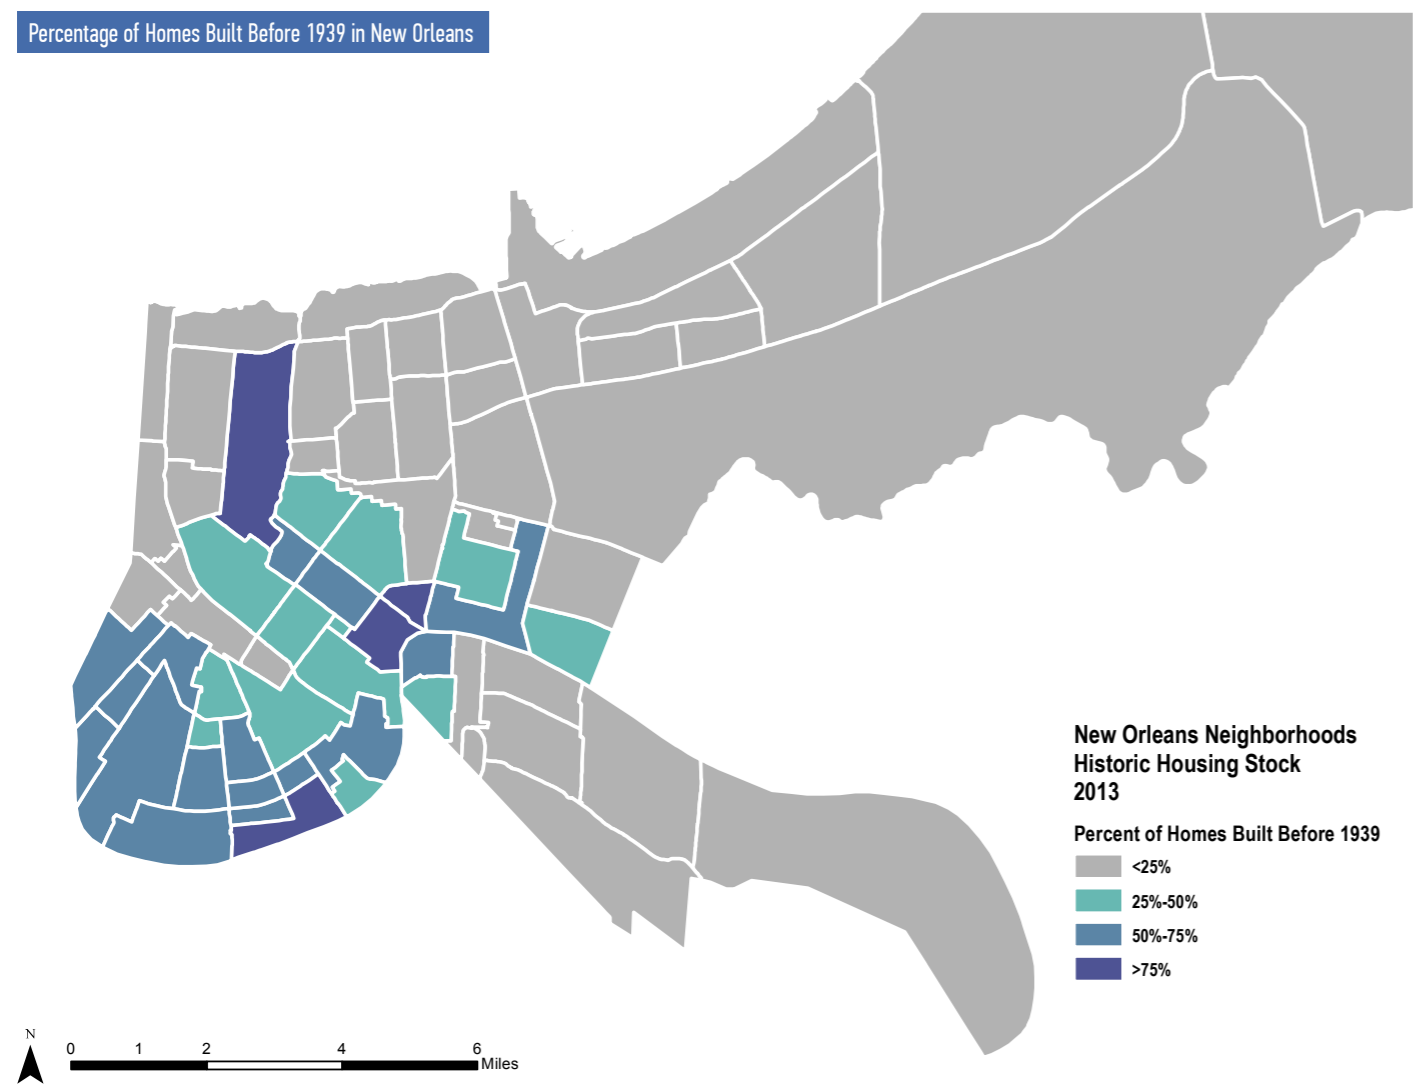 Percentage of Homes Built Before 1939 in New Orleans
New Orleans Neighborhoods
Historic Housing Stock
2013
Percent of Homes Built Before 1939
<25%
25%-50%
50%-75%
>75%
N
0 1 2 4 6
Miles